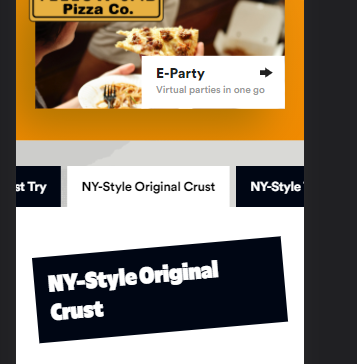 Pizza Co.
E-Party
Virtual parties in one go
st Try
NY-Style Original Crust
NY-Style
NY-Style Original
Crust